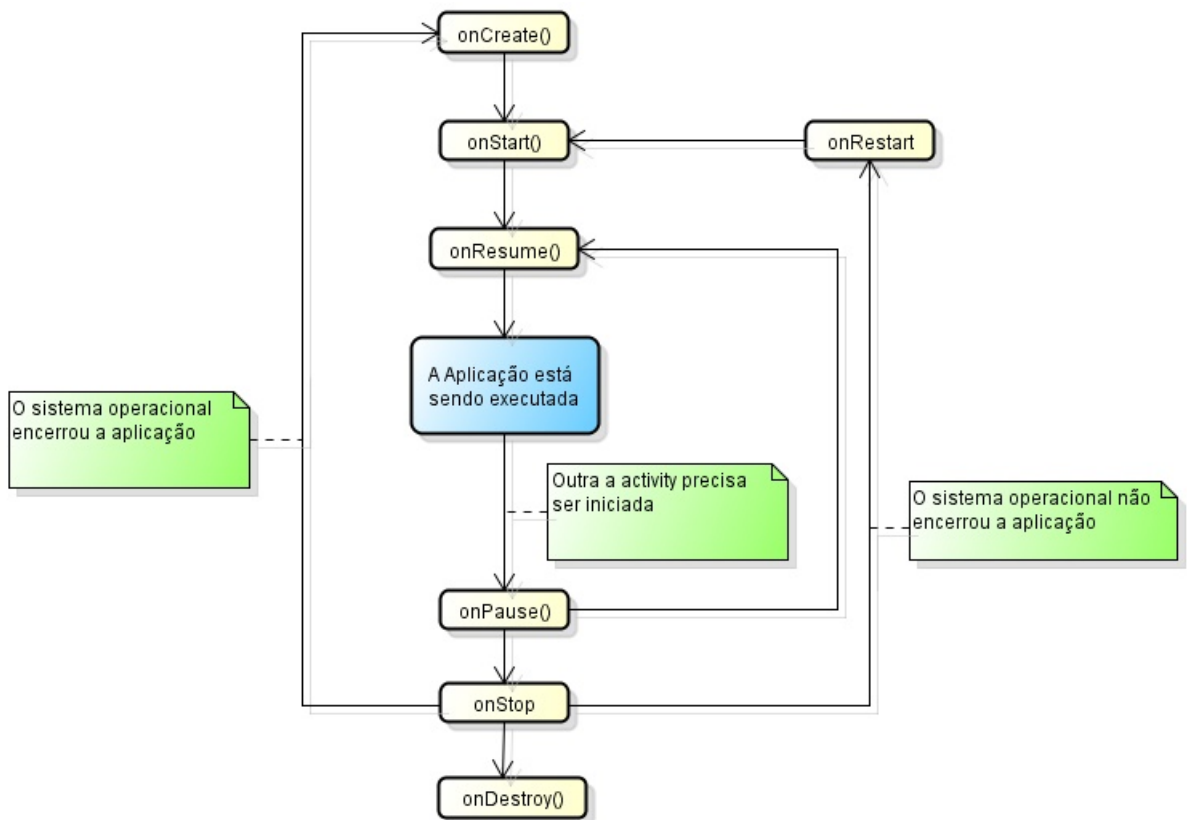 onCreate()
onStart()
onRestart
onResume()
A Aplicação está
sendo executada
O sistema operacional
encerrou a aplicação
Outra a activity precisa
ser iniciada
O sistema operacional não
encerrou a aplicação
onPause()
onStop
onDestroy()